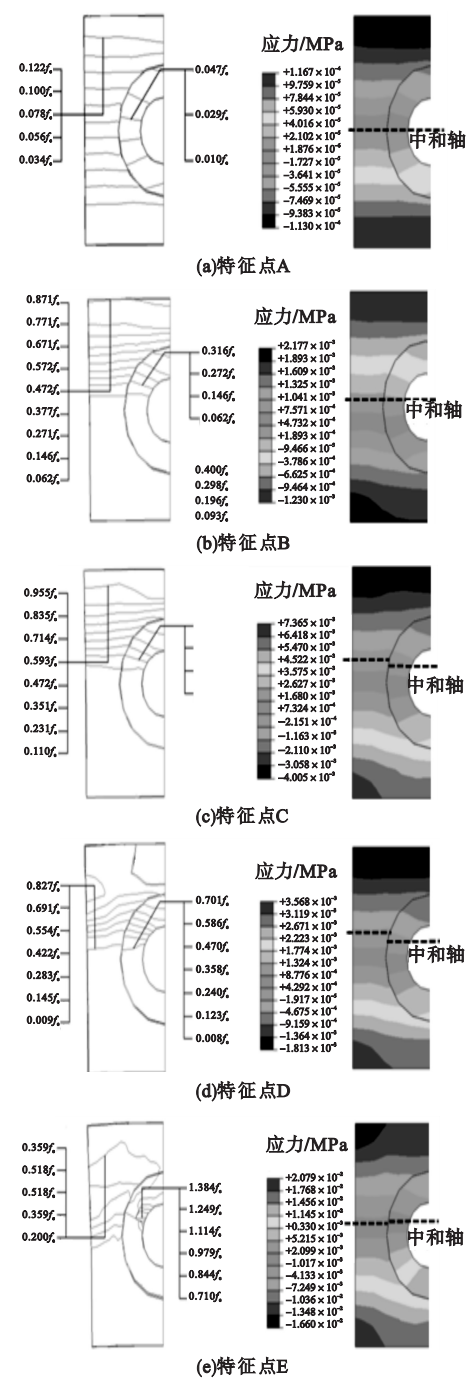 应力/MPa
0.122fc
0.100fc
0.078fc
0.056fc
0.034fc
0.047fc
0.029fc
0.010fc
+1.167×10⁻⁴
+9.759×10⁻⁵
+7.844×10⁻⁵
+5.930×10⁻⁵
+4.016×10⁻⁵
+2.102×10⁻⁵
+1.876×10⁻⁵
−1.727×10⁻⁵
−3.641×10⁻⁵
−5.555×10⁻⁵
−7.469×10⁻⁵
−9.383×10⁻⁵
−1.130×10⁻⁴
中和轴
(a)特征点A
应力/MPa
0.871fc
0.771fc
0.671fc
0.572fc
0.472fc
0.377fc
0.271fc
0.146fc
0.062fc
0.316fc
0.272fc
0.146fc
0.062fc
0.400fc
0.298fc
0.196fc
0.093fc
+2.177×10⁻³
+1.893×10⁻³
+1.609×10⁻³
+1.325×10⁻³
+1.041×10⁻³
+7.571×10⁻⁴
+4.732×10⁻⁴
+1.893×10⁻⁴
−9.466×10⁻⁵
−3.786×10⁻⁴
−6.625×10⁻⁴
−9.464×10⁻⁴
−1.230×10⁻³
中和轴
(b)特征点B
应力/MPa
0.955fc
0.835fc
0.714fc
0.593fc
0.472fc
0.351fc
0.231fc
0.110fc
+7.365×10⁻³
+6.418×10⁻³
+5.470×10⁻³
+4.522×10⁻³
+3.575×10⁻³
+2.627×10⁻³
+1.680×10⁻³
+7.324×10⁻⁴
−2.151×10⁻⁴
−1.163×10⁻³
−2.110×10⁻³
−3.058×10⁻³
−4.005×10⁻³
中和轴
(c)特征点C
应力/MPa
0.827fc
0.691fc
0.554fc
0.422fc
0.283fc
0.145fc
0.009fc
0.701fc
0.586fc
0.470fc
0.358fc
0.240fc
0.123fc
0.008fc
+3.568×10⁻³
+3.119×10⁻³
+2.671×10⁻³
+2.223×10⁻³
+1.774×10⁻³
+1.324×10⁻³
+8.776×10⁻⁴
+4.292×10⁻⁴
−1.917×10⁻⁵
−4.675×10⁻⁴
−9.159×10⁻⁴
−1.364×10⁻³
−1.813×10⁻³
中和轴
(d)特征点D
应力/MPa
0.359fc
0.518fc
0.518fc
0.359fc
0.200fc
1.384fc
1.249fc
1.114fc
0.979fc
0.844fc
0.710fc
+2.079×10⁻²
+1.768×10⁻²
+1.456×10⁻²
+1.145×10⁻²
+0.330×10⁻³
+5.215×10⁻³
+2.099×10⁻³
−1.017×10⁻³
−4.133×10⁻³
−7.249×10⁻³
−1.036×10⁻²
−1.348×10⁻²
−1.660×10⁻²
中和轴
(e)特征点E